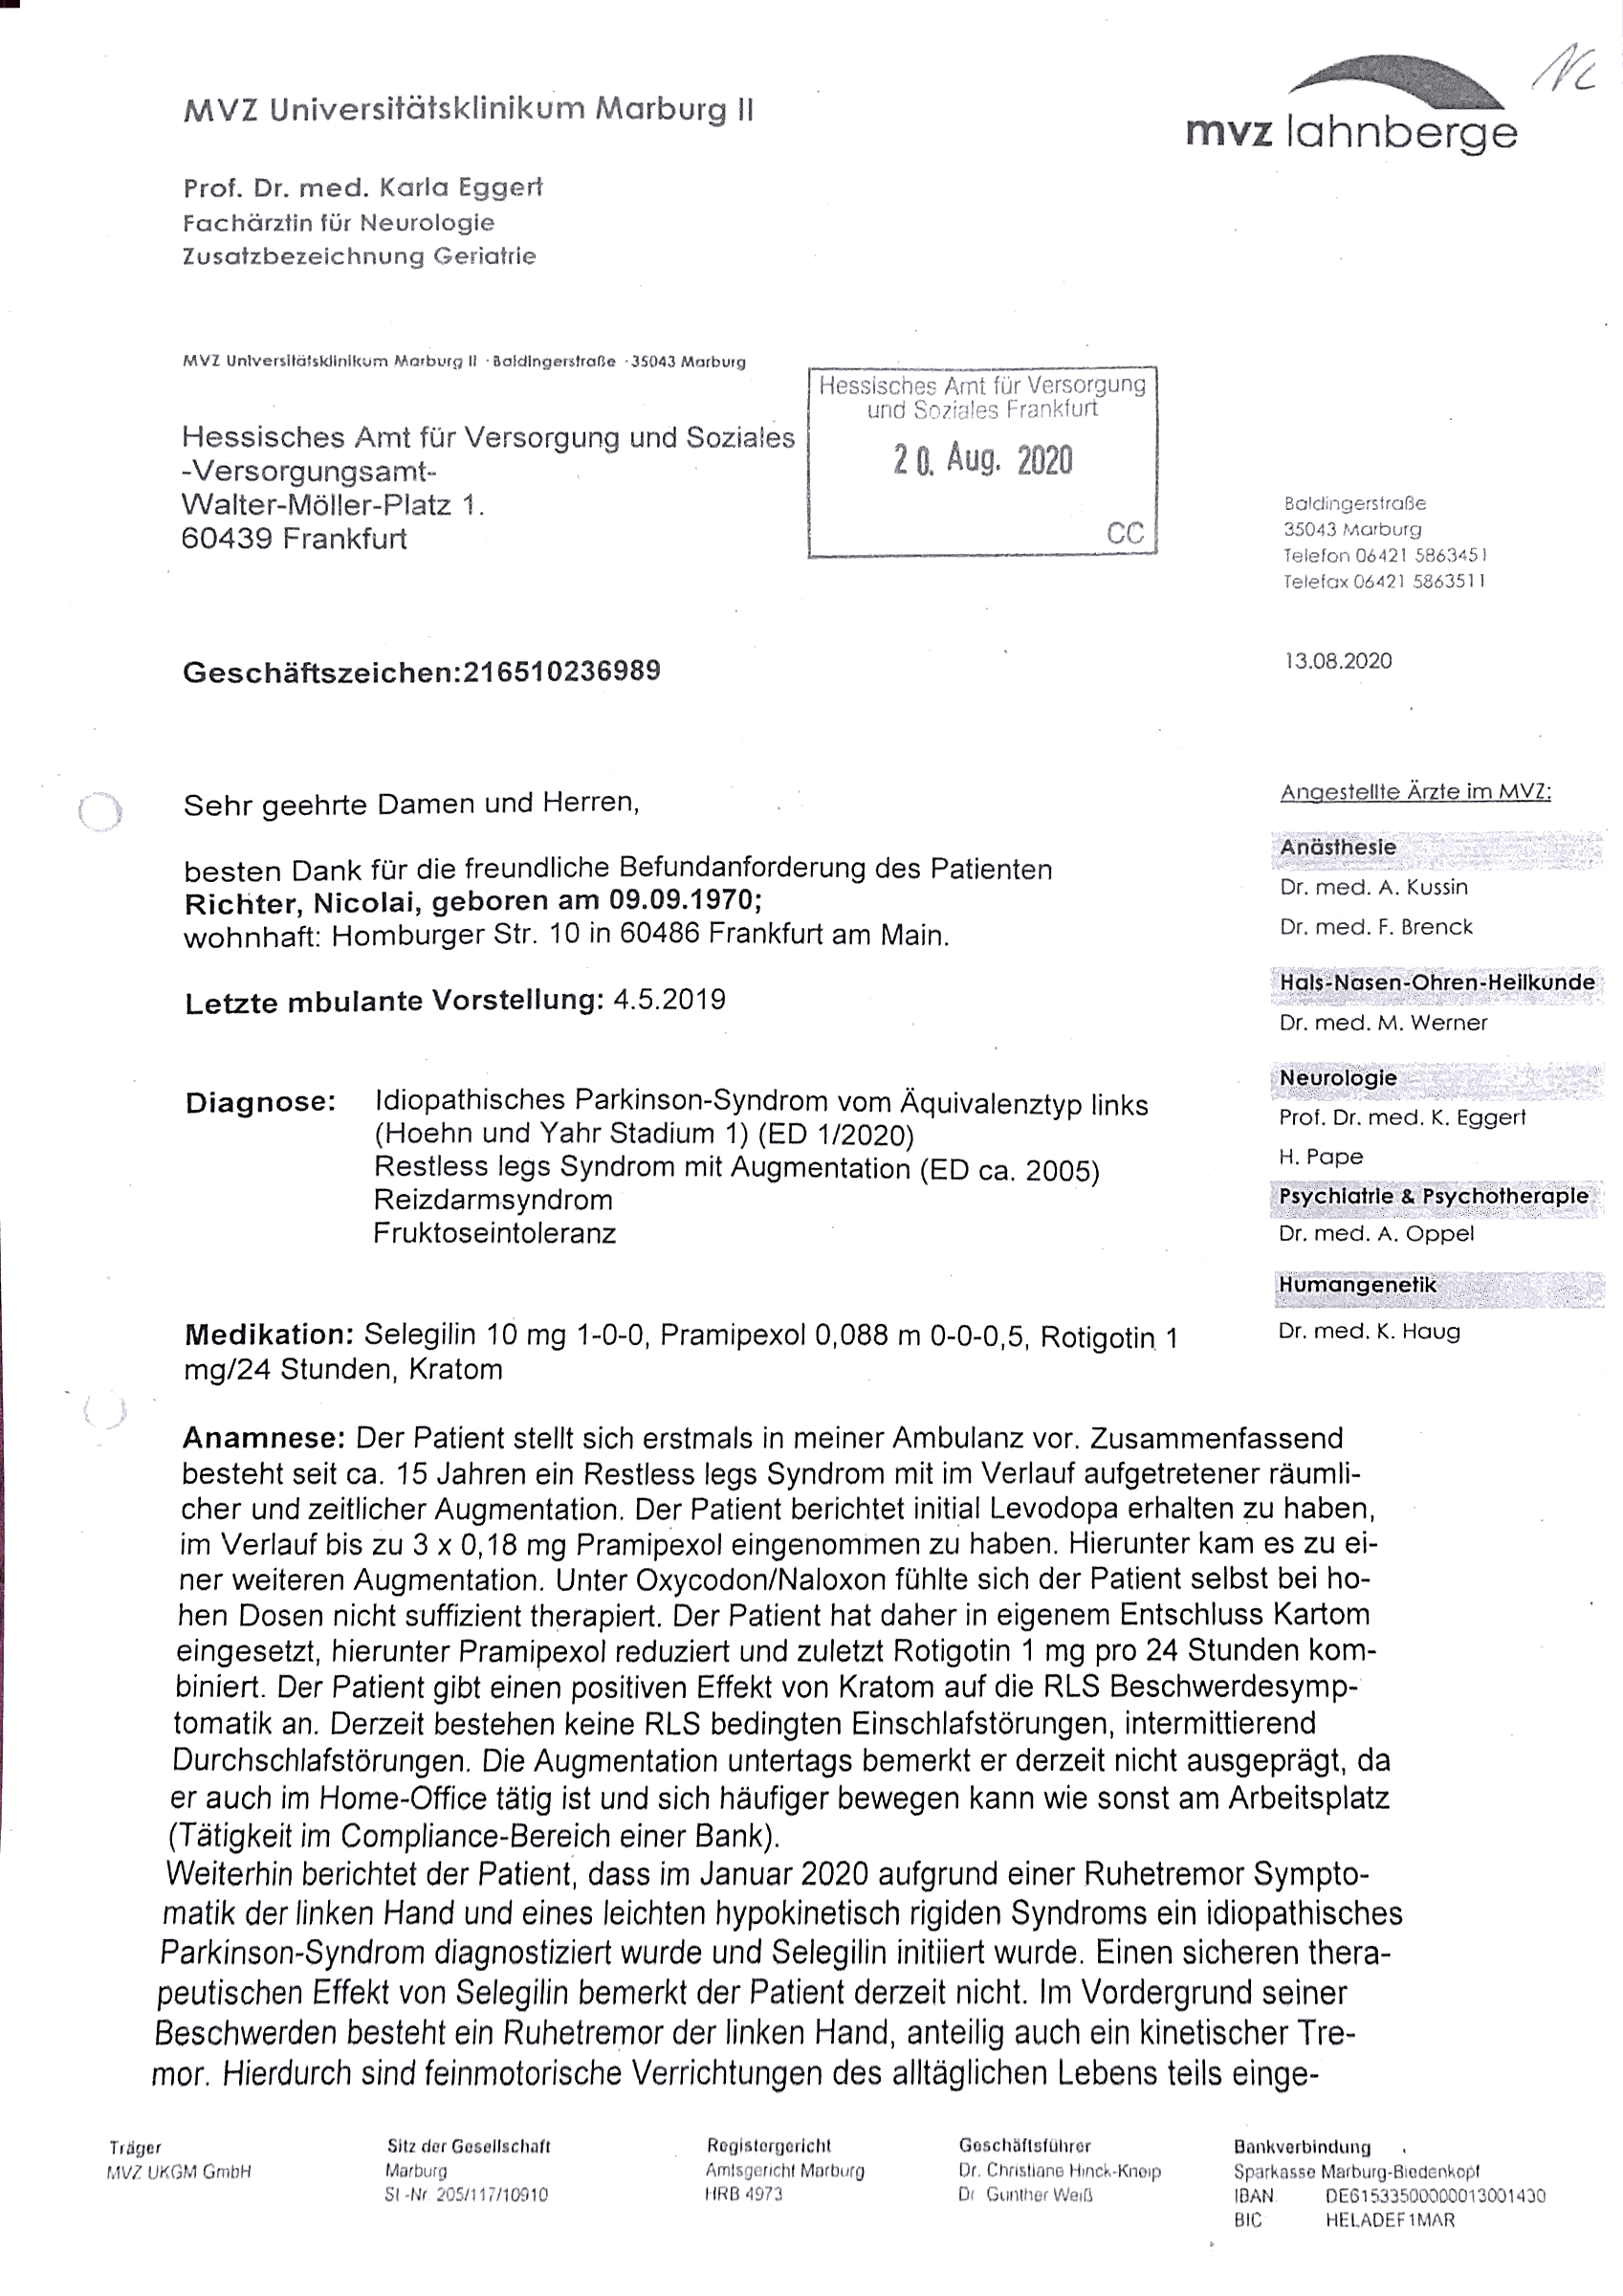 MVZ Universitätsklinikum Marburg II
mvz lahnberge
Prof. Dr. med. Karla Eggert
Fachärztin für Neurologie
Zusatzbezeichnung Geriatrie
MVZ Universitätsklinikum Marburg II · Baldingerstraße · 35043 Marburg
Hessisches Amt für Versorgung
und Soziales Frankfurt
20. Aug. 2020
CC
Hessisches Amt für Versorgung und Soziales
-Versorgungsamt-
Walter-Möller-Platz 1.
60439 Frankfurt
Baldingerstraße
35043 Marburg
Telefon 06421 5863451
Telefax 06421 5863511
Geschäftszeichen:216510236989
13.08.2020
Sehr geehrte Damen und Herren,
besten Dank für die freundliche Befundanforderung des Patienten
Richter, Nicolai, geboren am 09.09.1970;
wohnhaft: Homburger Str. 10 in 60486 Frankfurt am Main.
Letzte mbulante Vorstellung: 4.5.2019
Diagnose: Idiopathisches Parkinson-Syndrom vom Äquivalenztyp links
(Hoehn und Yahr Stadium 1) (ED 1/2020)
Restless legs Syndrom mit Augmentation (ED ca. 2005)
Reizdarmsyndrom
Fruktoseintoleranz
Medikation: Selegilin 10 mg 1-0-0, Pramipexol 0,088 m 0-0-0,5, Rotigotin 1
mg/24 Stunden, Kratom
Angestellte Ärzte im MVZ:
Anästhesie
Dr. med. A. Kussin
Dr. med. F. Brenck
Hals-Nasen-Ohren-Heilkunde
Dr. med. M. Werner
Neurologie
Prof. Dr. med. K. Eggert
H. Pape
Psychiatrie & Psychotherapie
Dr. med. A. Oppel
Humangenetik
Dr. med. K. Haug
Anamnese: Der Patient stellt sich erstmals in meiner Ambulanz vor. Zusammenfassend
besteht seit ca. 15 Jahren ein Restless legs Syndrom mit im Verlauf aufgetretener räumli-
cher und zeitlicher Augmentation. Der Patient berichtet initial Levodopa erhalten zu haben,
im Verlauf bis zu 3 x 0,18 mg Pramipexol eingenommen zu haben. Hierunter kam es zu ei-
ner weiteren Augmentation. Unter Oxycodon/Naloxon fühlte sich der Patient selbst bei ho-
hen Dosen nicht suffizient therapiert. Der Patient hat daher in eigenem Entschluss Kartom
eingesetzt, hierunter Pramipexol reduziert und zuletzt Rotigotin 1 mg pro 24 Stunden kom-
biniert. Der Patient gibt einen positiven Effekt von Kratom auf die RLS Beschwerdesymp-
tomatik an. Derzeit bestehen keine RLS bedingten Einschlafstörungen, intermittierend
Durchschlafstörungen. Die Augmentation untertags bemerkt er derzeit nicht ausgeprägt, da
er auch im Home-Office tätig ist und sich häufiger bewegen kann wie sonst am Arbeitsplatz
(Tätigkeit im Compliance-Bereich einer Bank).
Weiterhin berichtet der Patient, dass im Januar 2020 aufgrund einer Ruhetremor Sympto-
matik der linken Hand und eines leichten hypokinetisch rigiden Syndroms ein idiopathisches
Parkinson-Syndrom diagnostiziert wurde und Selegilin initiiert wurde. Einen sicheren thera-
peutischen Effekt von Selegilin bemerkt der Patient derzeit nicht. Im Vordergrund seiner
Beschwerden besteht ein Ruhetremor der linken Hand, anteilig auch ein kinetischer Tre-
mor. Hierdurch sind feinmotorische Verrichtungen des alltäglichen Lebens teils einge-
Träger
MVZ UKGM GmbH
Sitz der Gesellschaft
Marburg
St.-Nr. 205/117/10910
Registergericht
Amtsgericht Marburg
HRB 4973
Geschäftsführer
Dr. Christiane Hinck-Kneip
Dr. Gunther Weiß
Bankverbindung
Sparkasse Marburg-Biedenkopf
IBAN DE61533500000013001430
BIC HELADEF1MAR